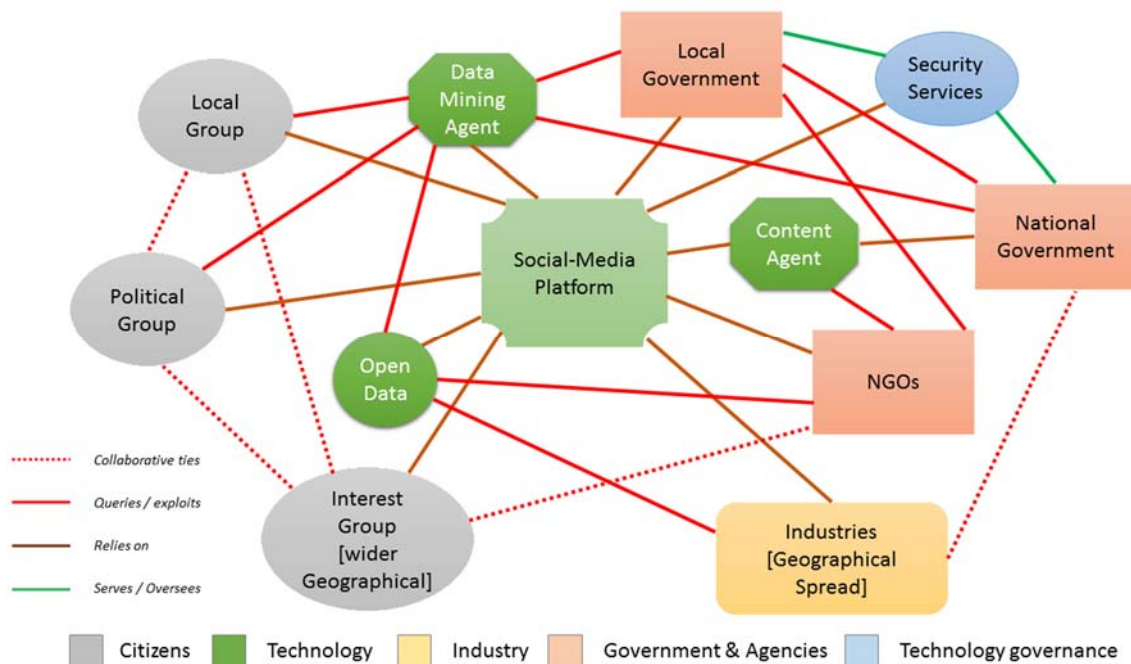 Local
Group
Data
Mining
Agent
Local
Government
Security
Services
National
Government
Content
Agent
Social-Media
Platform
Political
Group
Open
Data
NGOs
Interest
Group
[wider
Geographical]
Industries
[Geographical
Spread]
Collaborative ties
Queries / exploits
Relies on
Serves / Oversees
Citizens
Technology
Industry
Government & Agencies
Technology governance